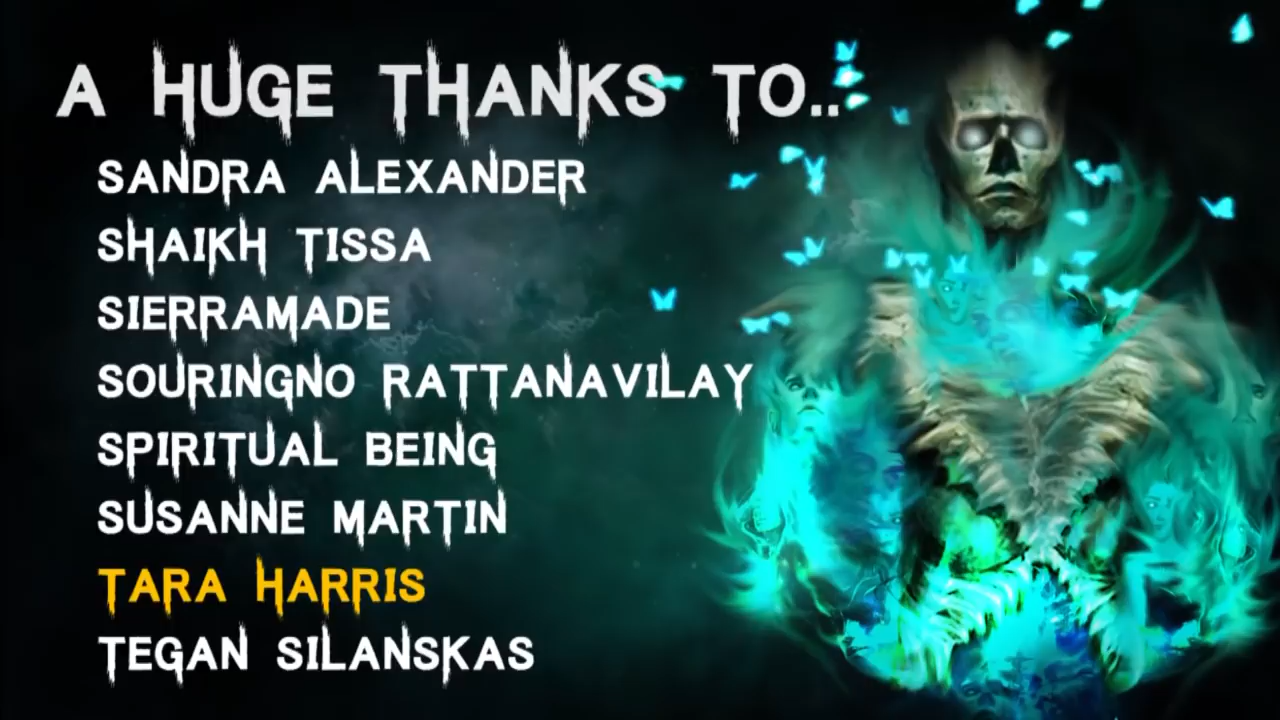 A HUGE THANKS TO..
SANDRA ALEXANDER
SHAIKH TISSA
SIERRAMADE
SOURINGNO RATTANAVILAY
SPIRITUAL BEING
SUSANNE MARTIN
TARA HARRIS
TEGAN SILANSKAS